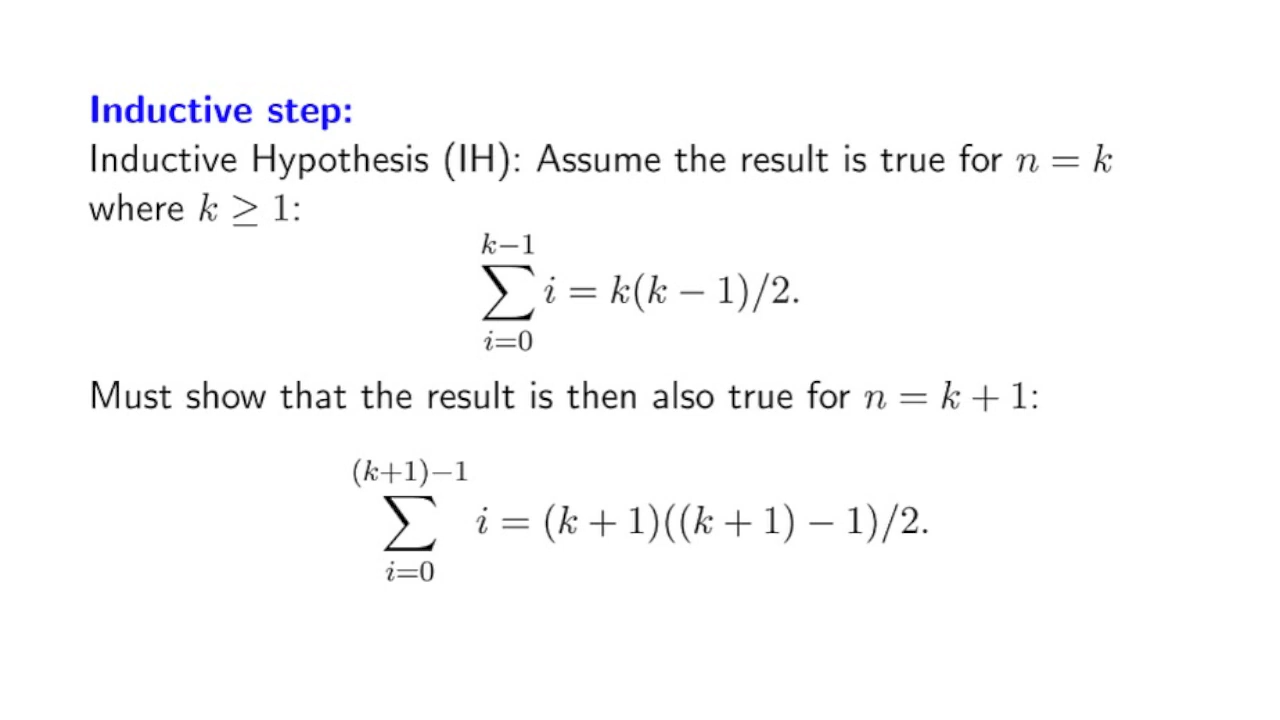 Inductive step:
Inductive Hypothesis (IH): Assume the result is true for n = k
where k ≥ 1:
k−1
∑ i = k(k − 1)/2.
i=0
Must show that the result is then also true for n = k + 1:
(k+1)−1
∑ i = (k + 1)((k + 1) − 1)/2.
i=0